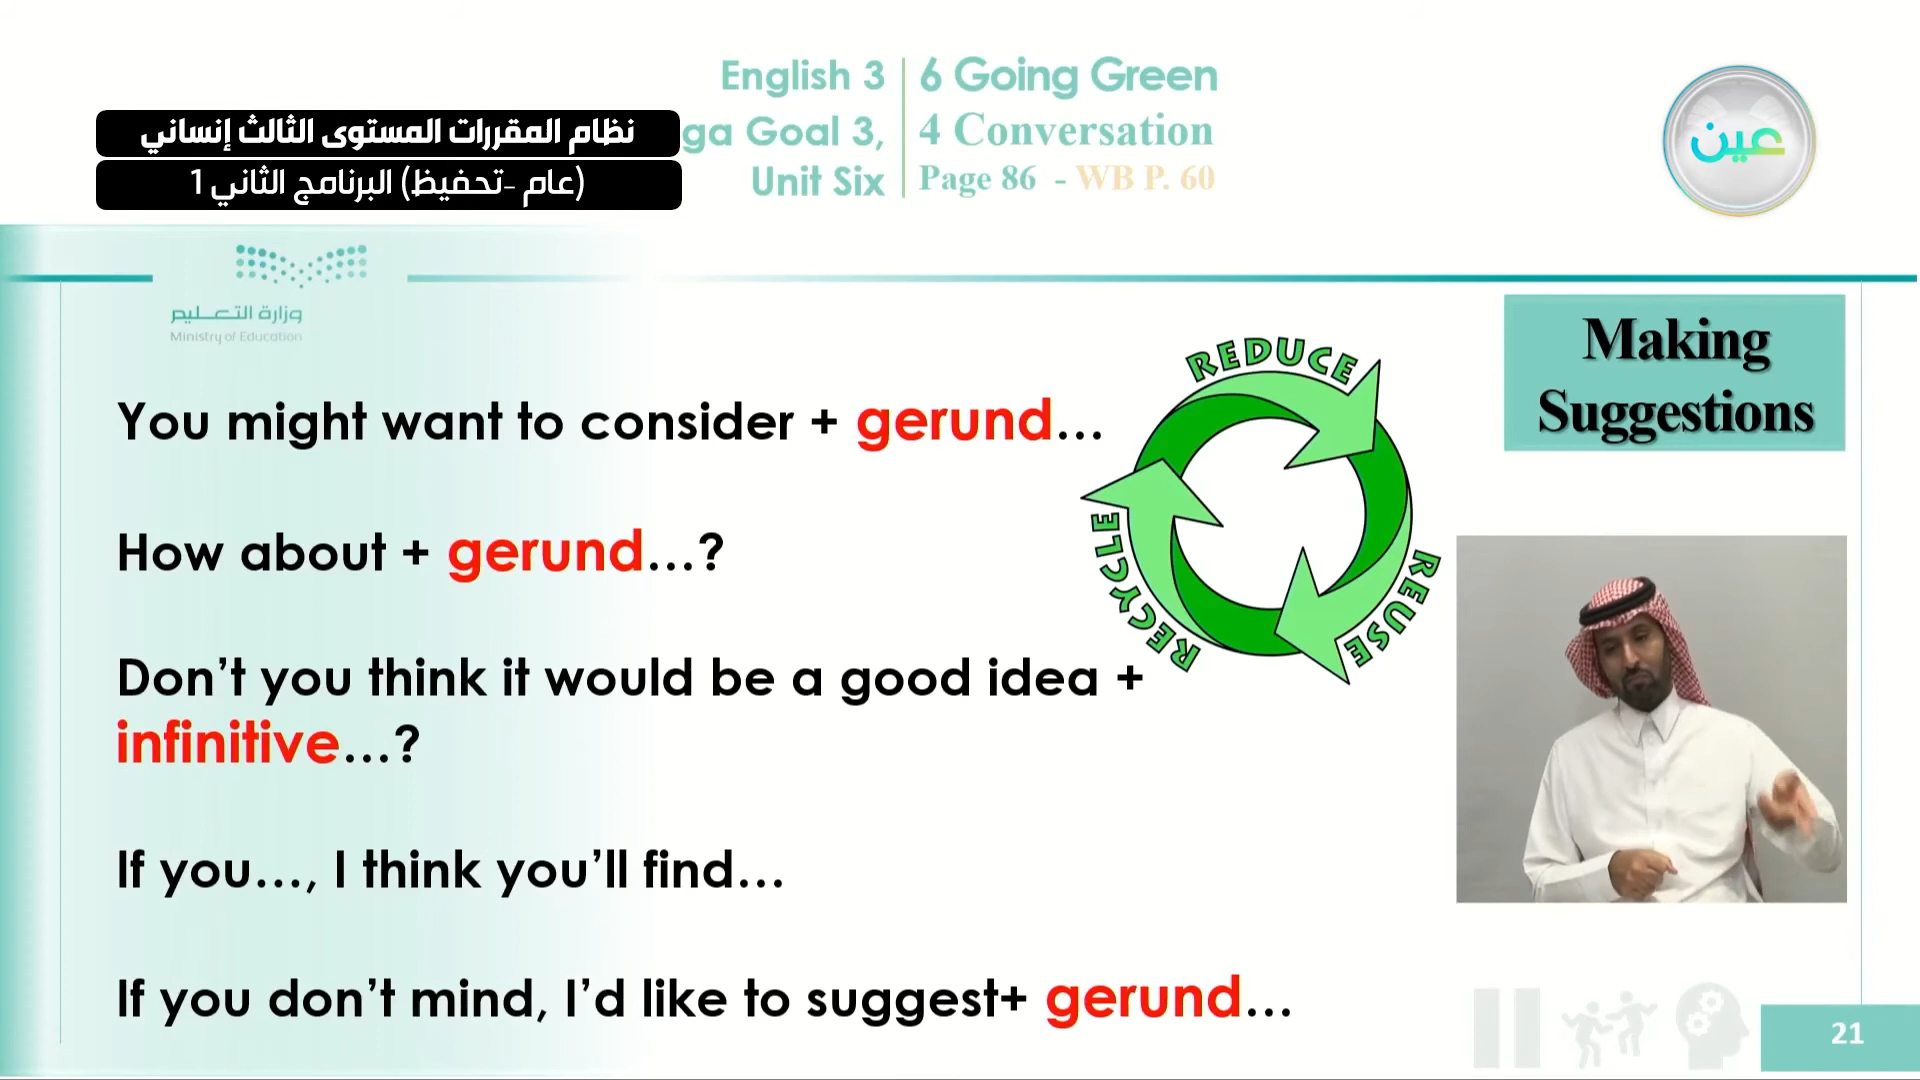 English 3
ga Goal 3,
Unit Six
6 Going Green
4 Conversation
Page 86 - WB P. 60
نظام المقررات المستوى الثالث إنساني
(عام -تحفيظ) البرنامج الثاني 1
عين
وزارة التعليم
Ministry of Education
Making
Suggestions
You might want to consider + gerund...
How about + gerund...?
Don't you think it would be a good idea +
infinitive...?
If you..., I think you'll find...
If you don't mind, I'd like to suggest+ gerund...
REDUCE
REUSE
RECYCLE
21